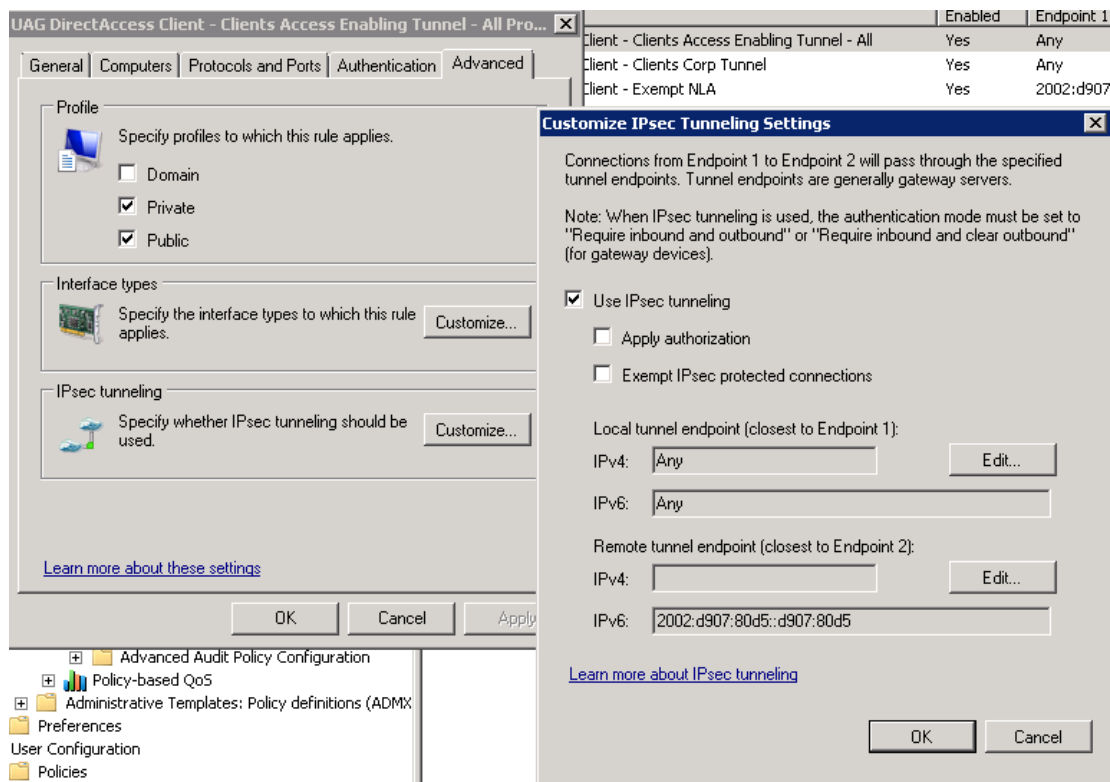 UAG DirectAccess Client - Clients Access Enabling Tunnel - All Pro...
General
Computers
Protocols and Ports
Authentication
Advanced
Profile
Specify profiles to which this rule applies.
Domain
Private
Public
Interface types
Specify the interface types to which this rule
applies.
Customize...
IPsec tunneling
Specify whether IPsec tunneling should be
used.
Customize...
Learn more about these settings
OK
Cancel
Apply
Advanced Audit Policy Configuration
Policy-based QoS
Administrative Templates: Policy definitions (ADMX
Preferences
User Configuration
Policies
Enabled
Endpoint 1
Client - Clients Access Enabling Tunnel - All
Yes
Any
Client - Clients Corp Tunnel
Yes
Any
Client - Exempt NLA
Yes
2002:d907
Customize IPsec Tunneling Settings
Connections from Endpoint 1 to Endpoint 2 will pass through the specified
tunnel endpoints. Tunnel endpoints are generally gateway servers.
Note: When IPsec tunneling is used, the authentication mode must be set to
"Require inbound and outbound" or "Require inbound and clear outbound"
(for gateway devices).
Use IPsec tunneling
Apply authorization
Exempt IPsec protected connections
Local tunnel endpoint (closest to Endpoint 1):
IPv4:
Any
Edit...
IPv6:
Any
Remote tunnel endpoint (closest to Endpoint 2):
IPv4:
Edit...
IPv6:
2002:d907:80d5::d907:80d5
Learn more about IPsec tunneling
OK
Cancel